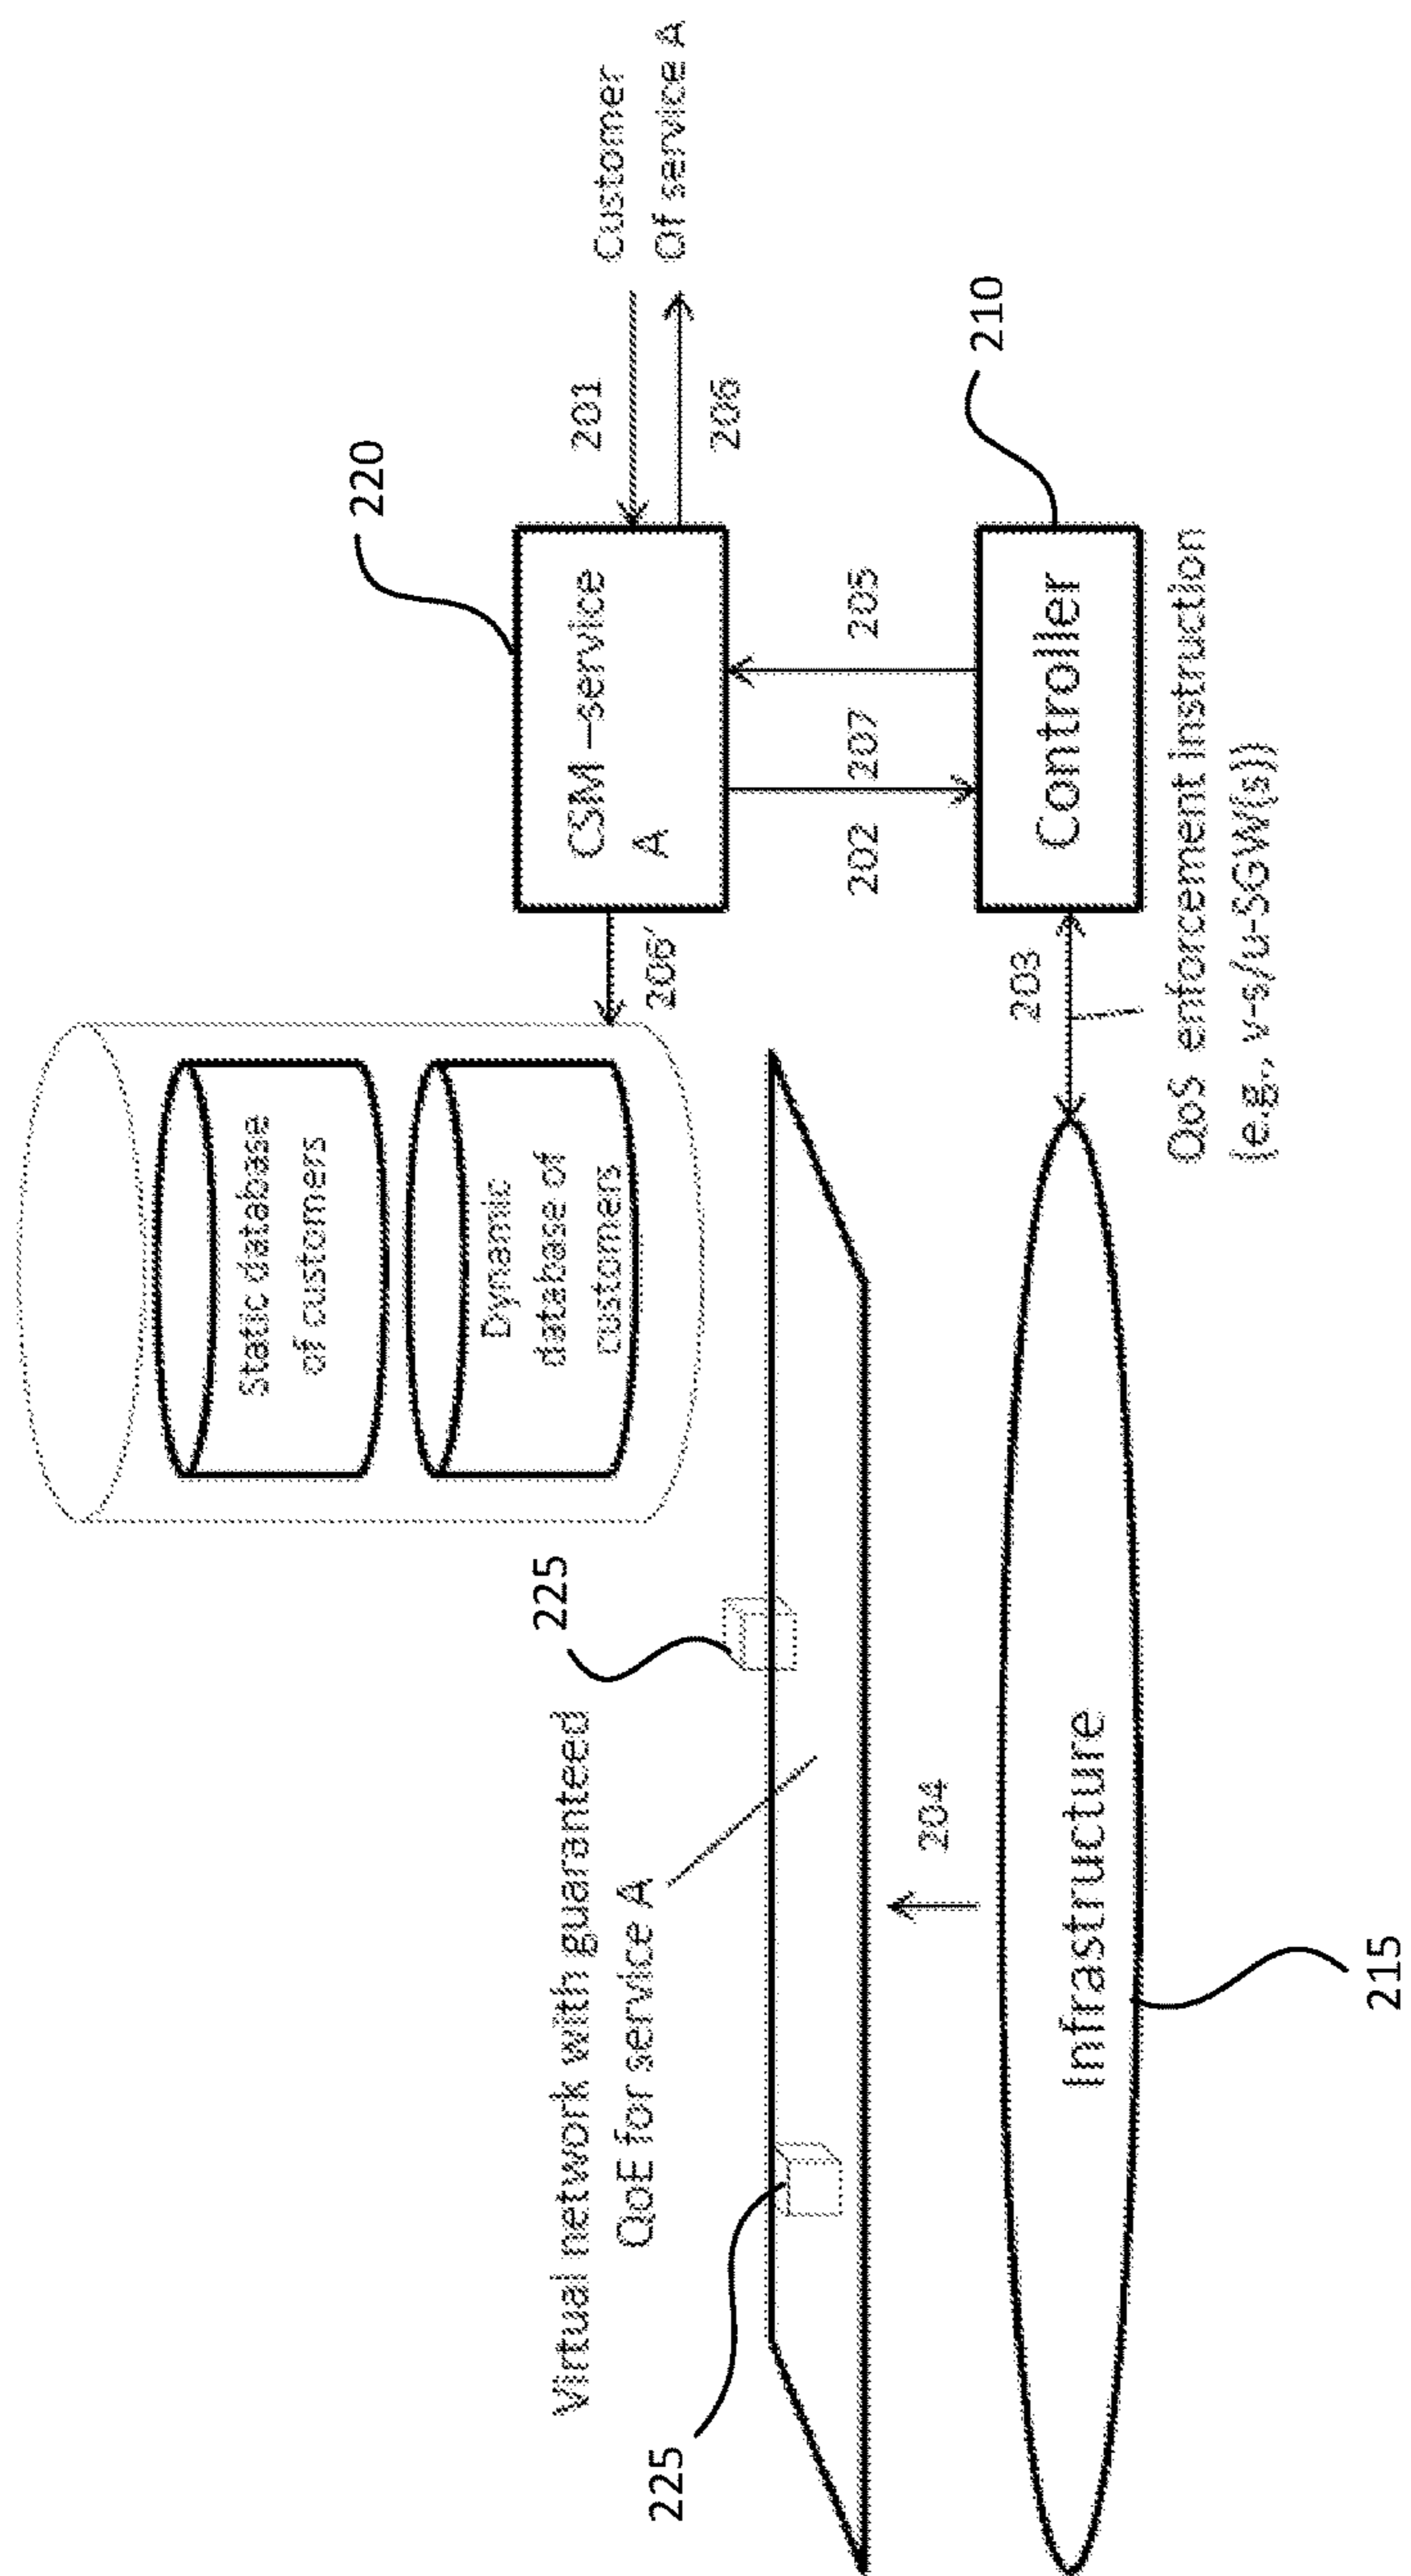 Static database
of customers
Dynamic
database of
customers
220
Customer
Of service A
201
206
206'
CSM –service
A
Virtual network with guaranteed
QoE for service A
225
225
202
207
205
204
203
210
Controller
Infrastructure
215
QoS enforcement instruction
(e.g., v-s/u-SGW(s))